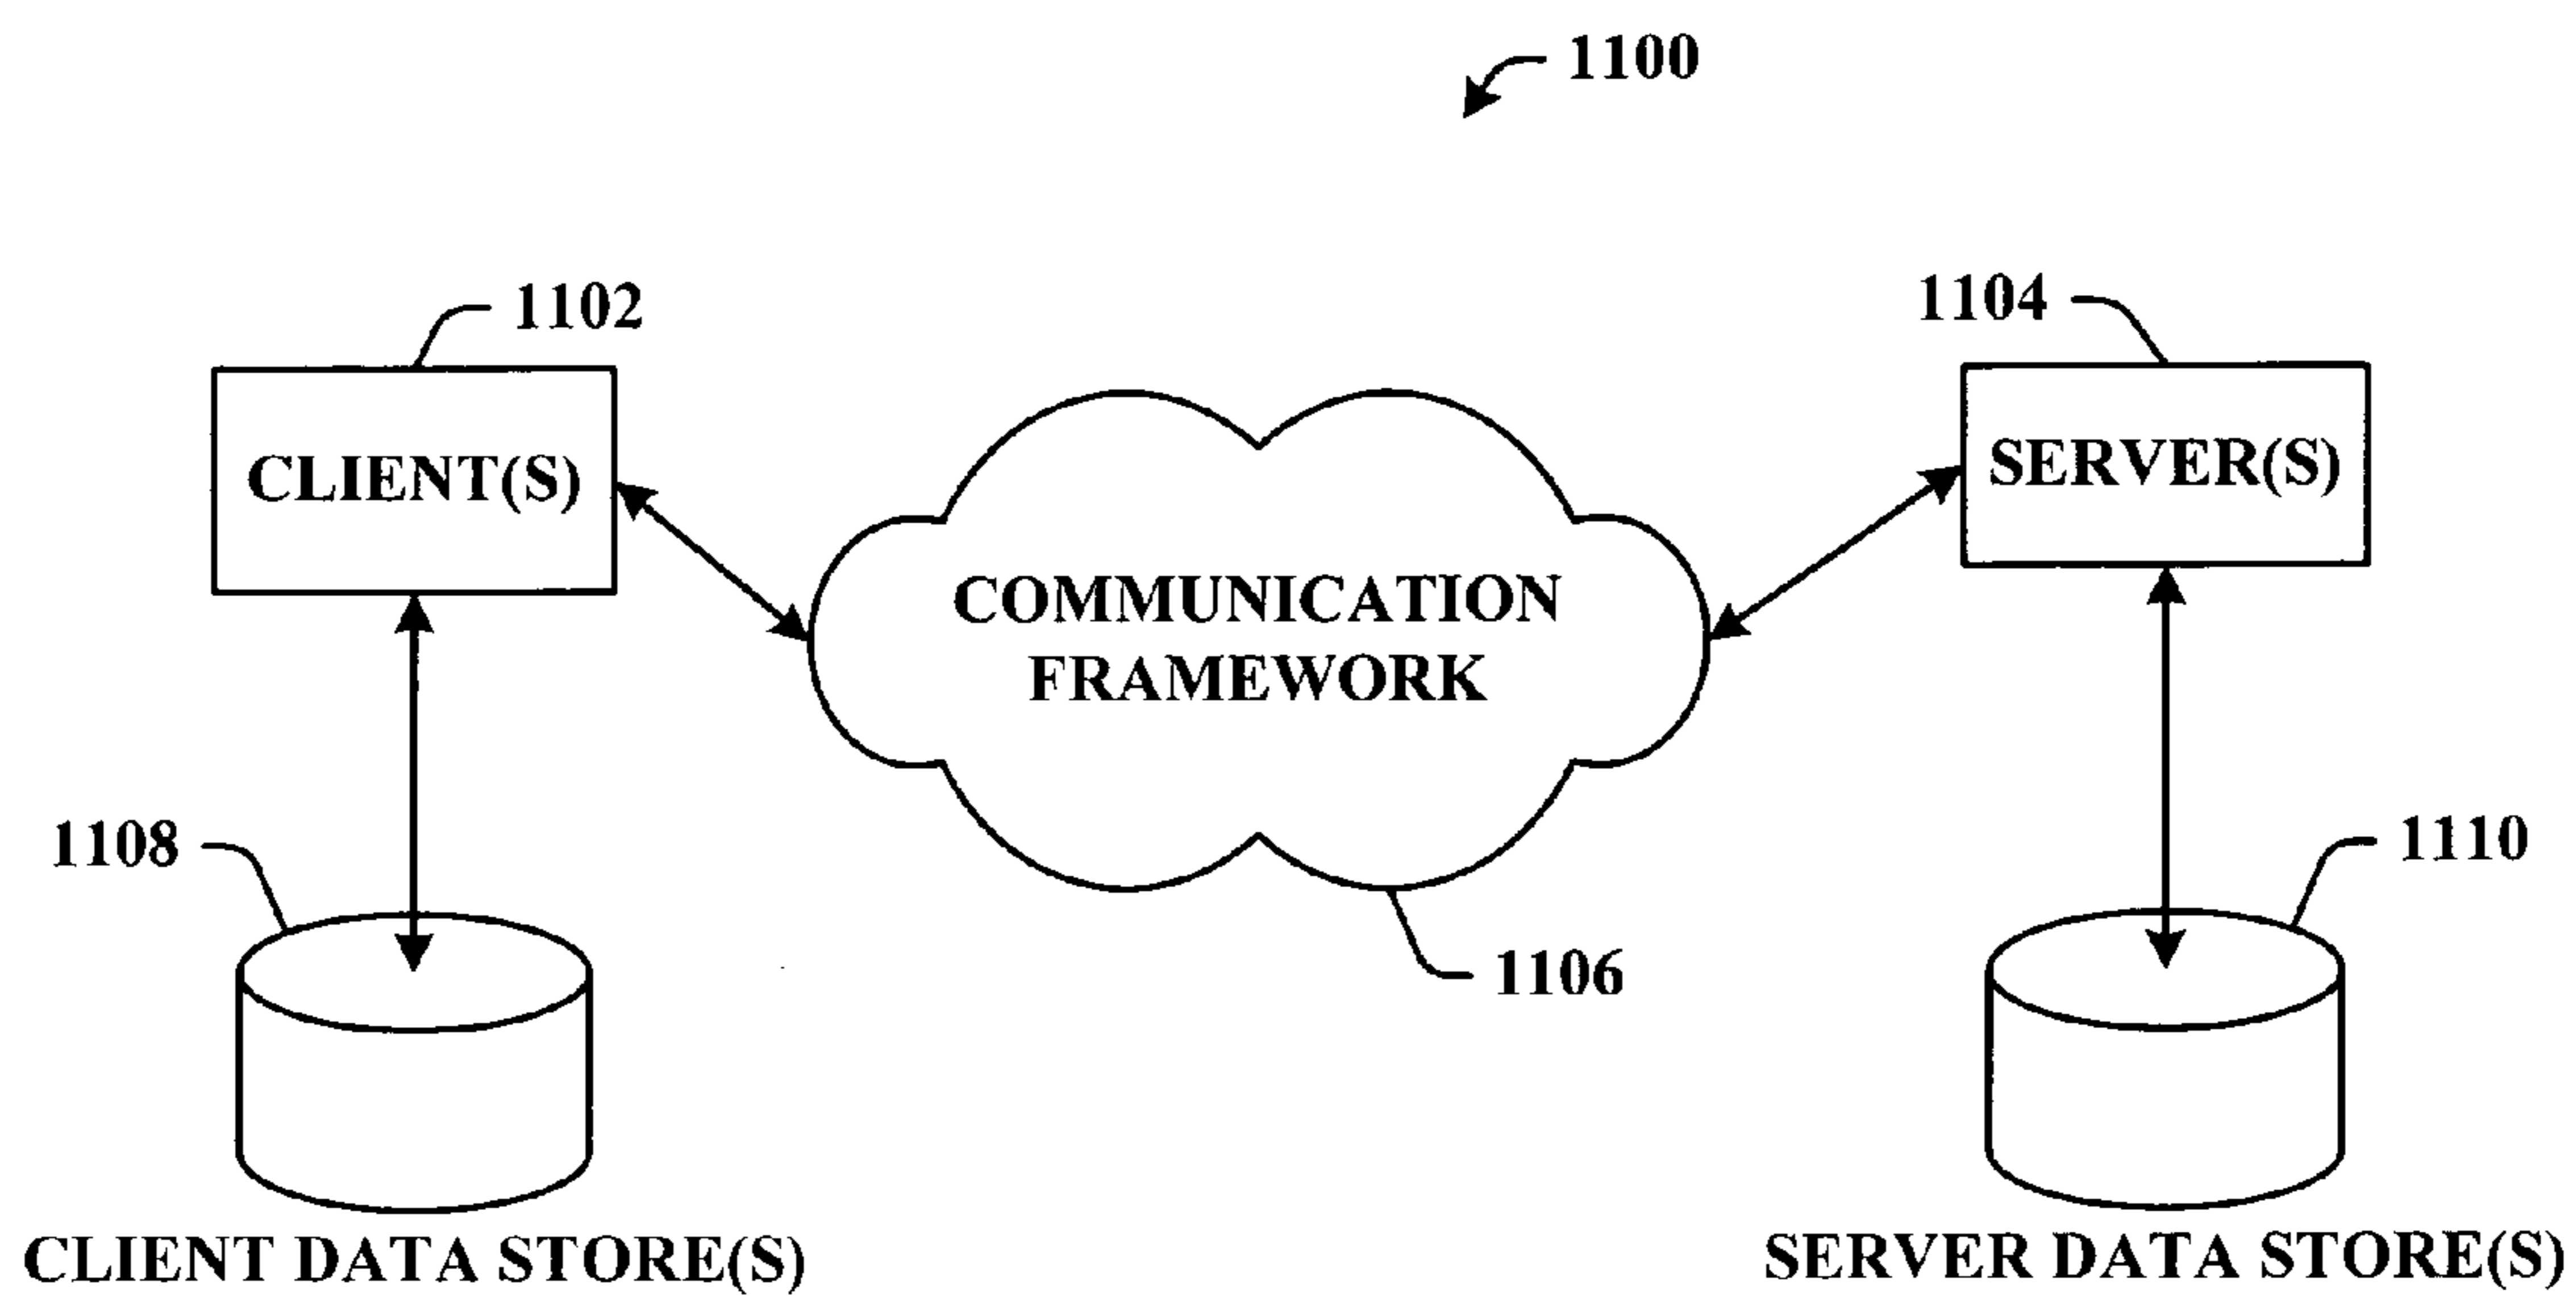 1100
1102
1104
CLIENT(S)
SERVER(S)
COMMUNICATION
FRAMEWORK
1108
1110
1106
CLIENT DATA STORE(S)
SERVER DATA STORE(S)